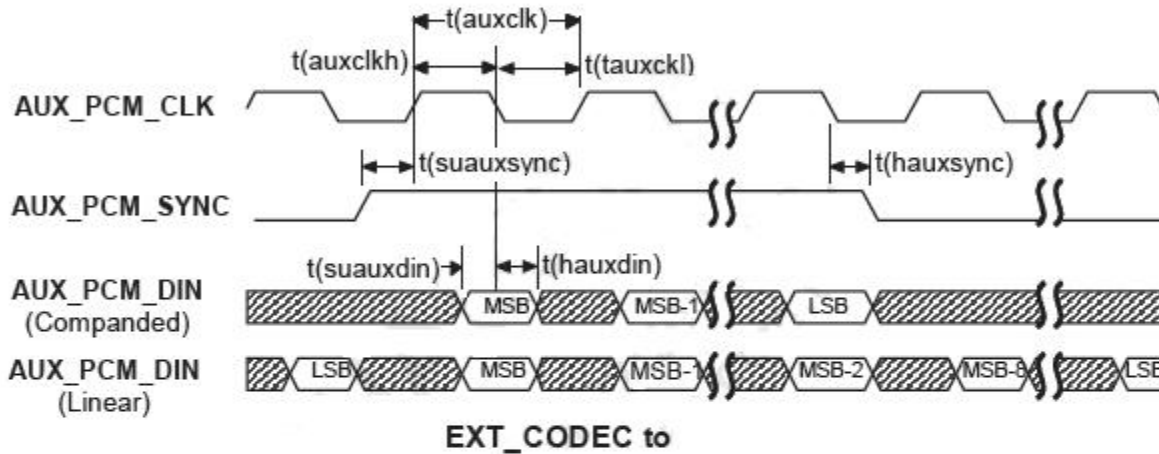 t(auxclk)
t(auxclkh)
t(tauxckl)
AUX_PCM_CLK
t(suauxsync)
t(hauxsync)
AUX_PCM_SYNC
t(suauxdin)
t(hauxdin)
AUX_PCM_DIN
(Companded)
MSB
MSB-1
LSB
AUX_PCM_DIN
(Linear)
LSB
MSB
MSB-1
MSB-2
MSB-8
LSB
EXT_CODEC to